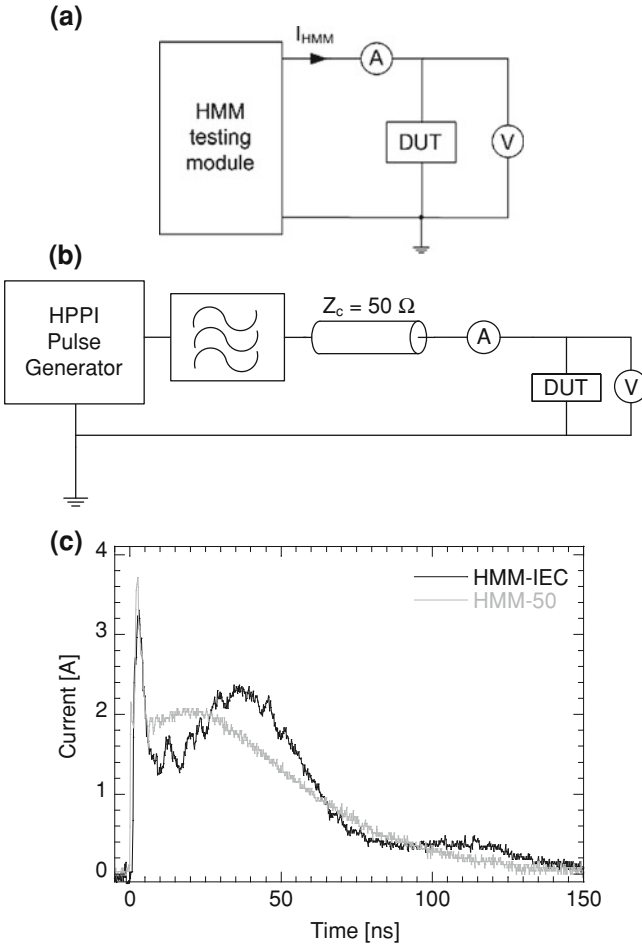 (a)
I_HMM
A
HMM
testing
module
DUT
V
(b)
HPPI
Pulse
Generator
Z_c = 50 Ω
A
DUT
V
(c)
4
3
2
1
0
Current [A]
HMM-IEC
HMM-50
0
50
100
150
Time [ns]